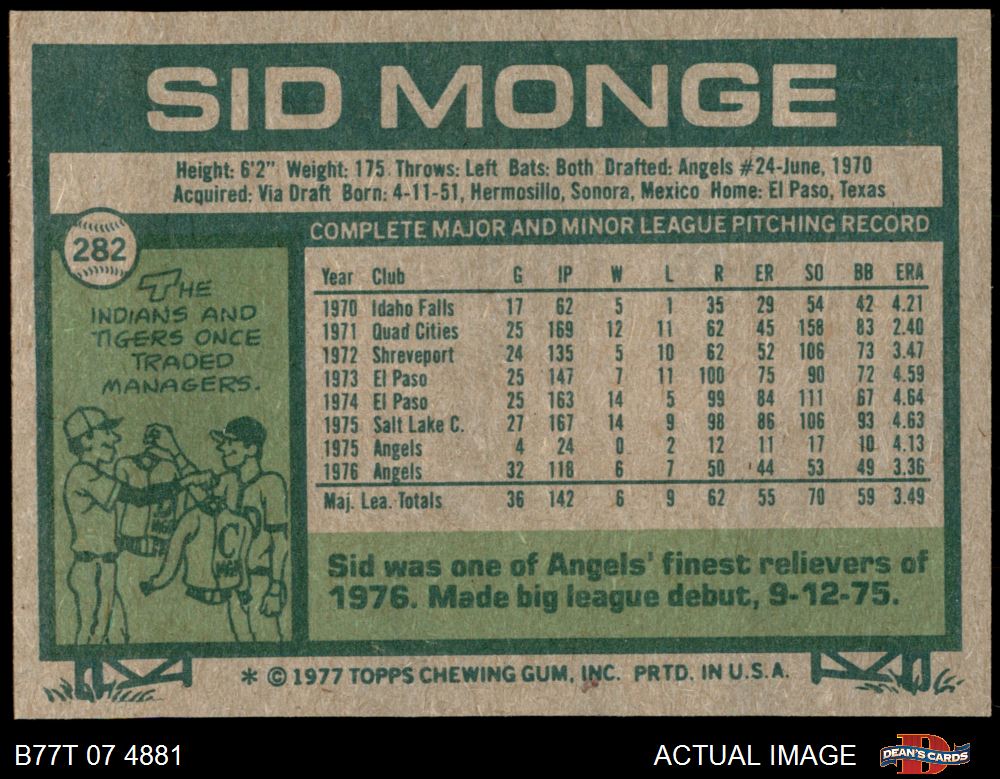 SID MONGE
Height: 6'2" Weight: 175 Throws: Left Bats: Both Drafted: Angels #24-June, 1970
Acquired: Via Draft Born: 4-11-51, Hermosillo, Sonora, Mexico Home: El Paso, Texas
282
THE
INDIANS AND
TIGERS ONCE
TRADED
MANAGERS.
C
COMPLETE MAJOR AND MINOR LEAGUE PITCHING RECORD
Year Club G IP W L R ER SO BB ERA
1970 Idaho Falls 17 62 5 1 35 29 54 42 4.21
1971 Quad Cities 25 169 12 11 62 45 158 83 2.40
1972 Shreveport 24 135 5 10 62 52 106 73 3.47
1973 El Paso 25 147 7 11 100 75 90 72 4.59
1974 El Paso 25 163 14 5 99 84 111 67 4.64
1975 Salt Lake C. 27 167 14 9 98 86 106 93 4.63
1975 Angels 4 24 0 2 12 11 17 10 4.13
1976 Angels 32 118 6 7 50 44 53 49 3.36
Maj. Lea. Totals 36 142 6 9 62 55 70 59 3.49
Sid was one of Angels' finest relievers of
1976. Made big league debut, 9-12-75.
* © 1977 TOPPS CHEWING GUM, INC. PRTD. IN U.S.A.
B77T 07 4881
ACTUAL IMAGE
DEAN'S CARDS